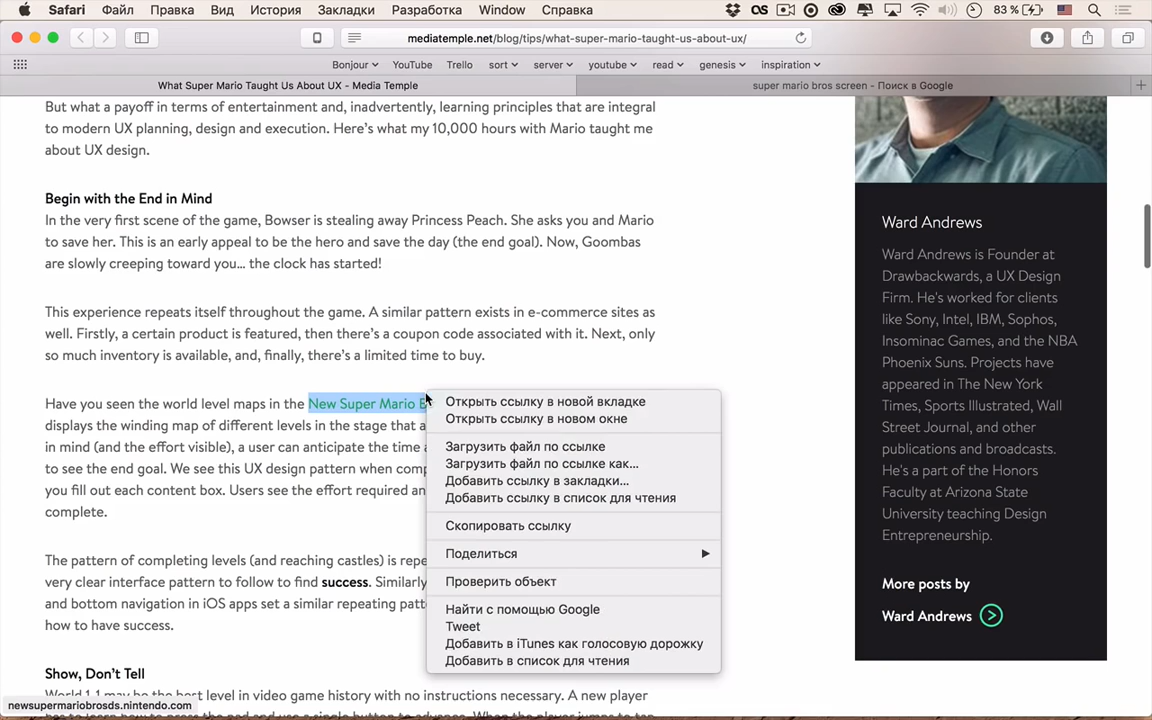 Safari Файл Правка Вид История Закладки Разработка Window Справка 83 %
mediatemple.net/blog/tips/what-super-mario-taught-us-about-ux/
Bonjour YouTube Trello sort server youtube read genesis inspiration
What Super Mario Taught Us About UX - Media Temple super mario bros screen - Поиск в Google
But what a payoff in terms of entertainment and, inadvertently, learning principles that are integral
to modern UX planning, design and execution. Here's what my 10,000 hours with Mario taught me
about UX design.
Begin with the End in Mind
In the very first scene of the game, Bowser is stealing away Princess Peach. She asks you and Mario
to save her. This is an early appeal to be the hero and save the day (the end goal). Now, Goombas
are slowly creeping toward you... the clock has started!
This experience repeats itself throughout the game. A similar pattern exists in e-commerce sites as
well. Firstly, a certain product is featured, then there's a coupon code associated with it. Next, only
so much inventory is available, and, finally, there's a limited time to buy.
Have you seen the world level maps in the New Super Mario B
displays the winding map of different levels in the stage that a
in mind (and the effort visible), a user can anticipate the time
to see the end goal. We see this UX design pattern when comp
you fill out each content box. Users see the effort required an
complete.
The pattern of completing levels (and reaching castles) is repe
very clear interface pattern to follow to find success. Similarly
and bottom navigation in iOS apps set a similar repeating patt
how to have success.
Show, Don't Tell
World 1-1 may be the best level in video game history with no instructions necessary. A new player
newsupermariobrosds.nintendo.com
Открыть ссылку в новой вкладке
Открыть ссылку в новом окне
Загрузить файл по ссылке
Загрузить файл по ссылке как...
Добавить ссылку в закладки...
Добавить ссылку в список для чтения
Скопировать ссылку
Поделиться
Проверить объект
Найти с помощью Google
Tweet
Добавить в iTunes как голосовую дорожку
Добавить в список для чтения
Ward Andrews
Ward Andrews is Founder at
Drawbackwards, a UX Design
Firm. He's worked for clients
like Sony, Intel, IBM, Sophos,
Insominac Games, and the NBA
Phoenix Suns. Projects have
appeared in The New York
Times, Sports Illustrated, Wall
Street Journal, and other
publications and broadcasts.
He's a part of the Honors
Faculty at Arizona State
University teaching Design
Entrepreneurship.
More posts by
Ward Andrews